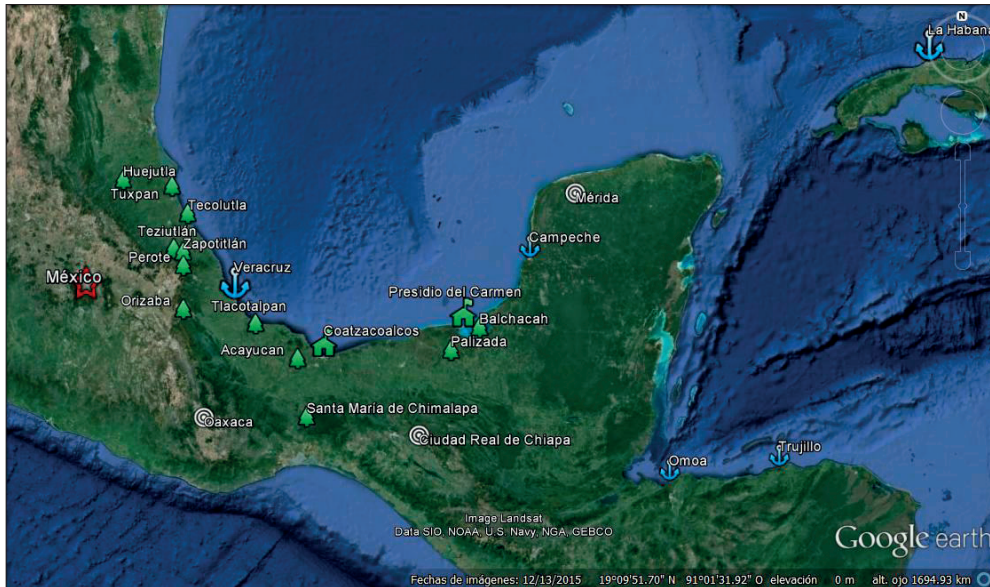 N
La Habana
Huejutla
Tuxpan
Tecolutla
Mérida
Teziutlán
Zapotitlán
Campeche
Perote
Veracruz
México
Presidio del Carmen
Orizaba
Tlacotalpan
Balchacah
Coatzacoalcos
Palizada
Acayucan
Santa María de Chimalapa
Oaxaca
Ciudad Real de Chiapa
Trujillo
Omoa
Image Landsat
Data SIO, NOAA, U.S. Navy, NGA, GEBCO
Google earth
Fechas de imágenes: 12/13/2015 19°09'51.70" N 91°01'31.92" O elevación 0 m alt. ojo 1694.93 km